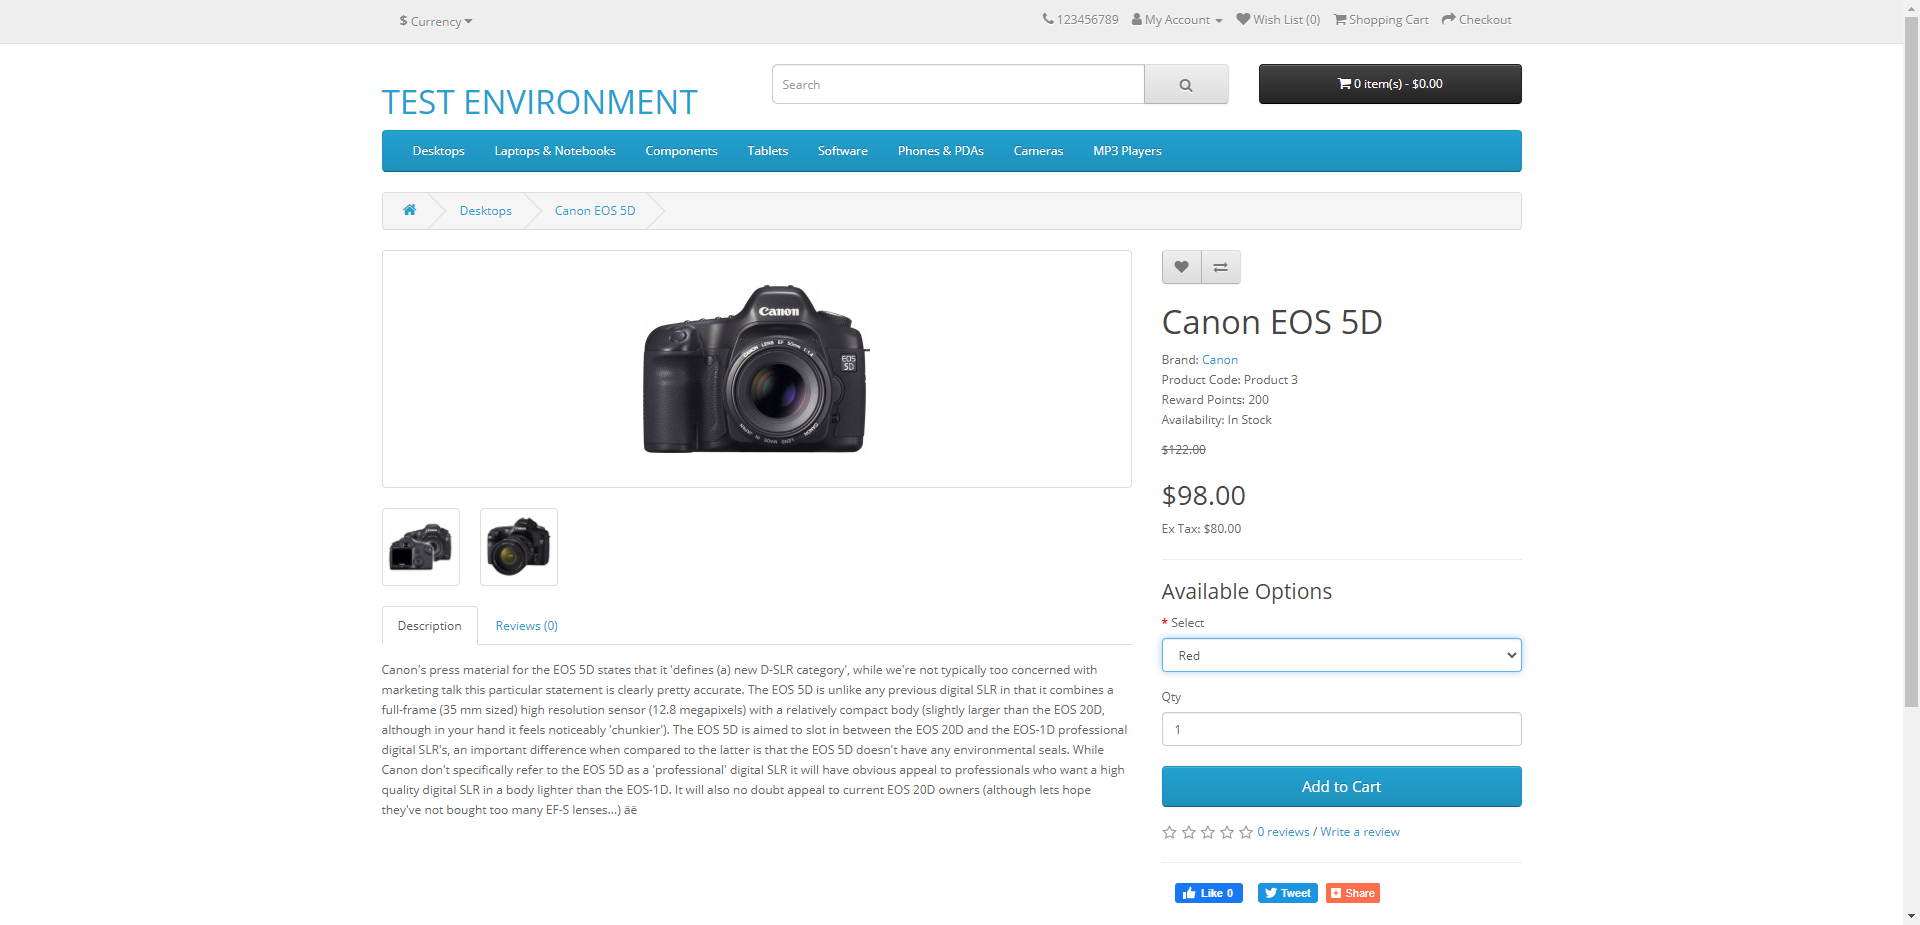 $ Currency
123456789 My Account Wish List (0) Shopping Cart Checkout
TEST ENVIRONMENT
Search
0 item(s) - $0.00
Desktops Laptops & Notebooks Components Tablets Software Phones & PDAs Cameras MP3 Players
Desktops Canon EOS 5D
Canon
CANON LENS EF 50mm 1:1.4
EOS
5D
CANON LENS MADE IN JAPAN
Canon EOS 5D
Brand: Canon
Product Code: Product 3
Reward Points: 200
Availability: In Stock
$122.00
$98.00
Ex Tax: $80.00
Available Options
* Select
Red
Qty
1
Add to Cart
0 reviews / Write a review
Like 0 Tweet Share
Description Reviews (0)
Canon's press material for the EOS 5D states that it 'defines (a) new D-SLR category', while we're not typically too concerned with
marketing talk this particular statement is clearly pretty accurate. The EOS 5D is unlike any previous digital SLR in that it combines a
full-frame (35 mm sized) high resolution sensor (12.8 megapixels) with a relatively compact body (slightly larger than the EOS 20D,
although in your hand it feels noticeably 'chunkier'). The EOS 5D is aimed to slot in between the EOS 20D and the EOS-1D professional
digital SLR's, an important difference when compared to the latter is that the EOS 5D doesn't have any environmental seals. While
Canon don't specifically refer to the EOS 5D as a 'professional' digital SLR it will have obvious appeal to professionals who want a high
quality digital SLR in a body lighter than the EOS-1D. It will also no doubt appeal to current EOS 20D owners (although lets hope
they've not bought too many EF-S lenses...) äë